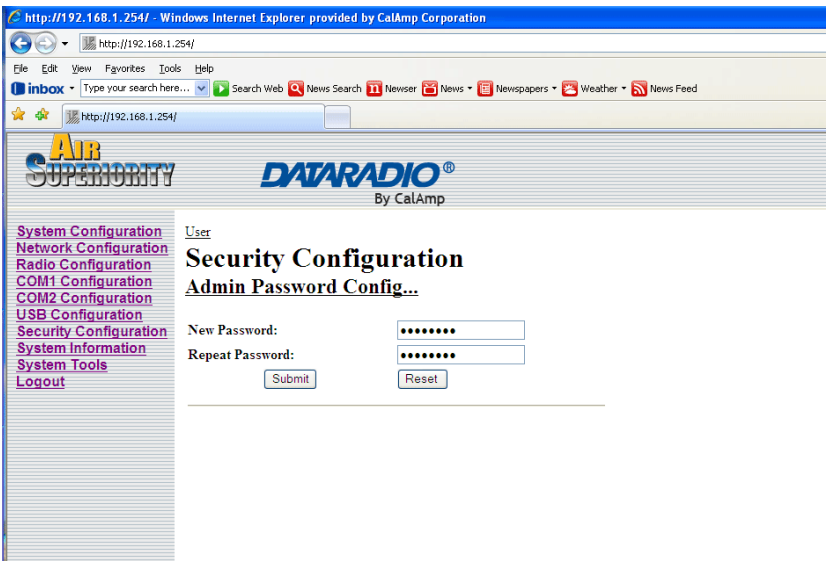 http://192.168.1.254/ - Windows Internet Explorer provided by CalAmp Corporation
http://192.168.1.254/
File Edit View Favorites Tools Help
inbox Type your search here... Search Web News Search Newser News Newspapers Weather News Feed
http://192.168.1.254/
AIR SUPERIORITY
DATARADIO®
By CalAmp
System Configuration
Network Configuration
Radio Configuration
COM1 Configuration
COM2 Configuration
USB Configuration
Security Configuration
System Information
System Tools
Logout
User
Security Configuration
Admin Password Config...
New Password: ••••••••
Repeat Password: ••••••••
Submit Reset